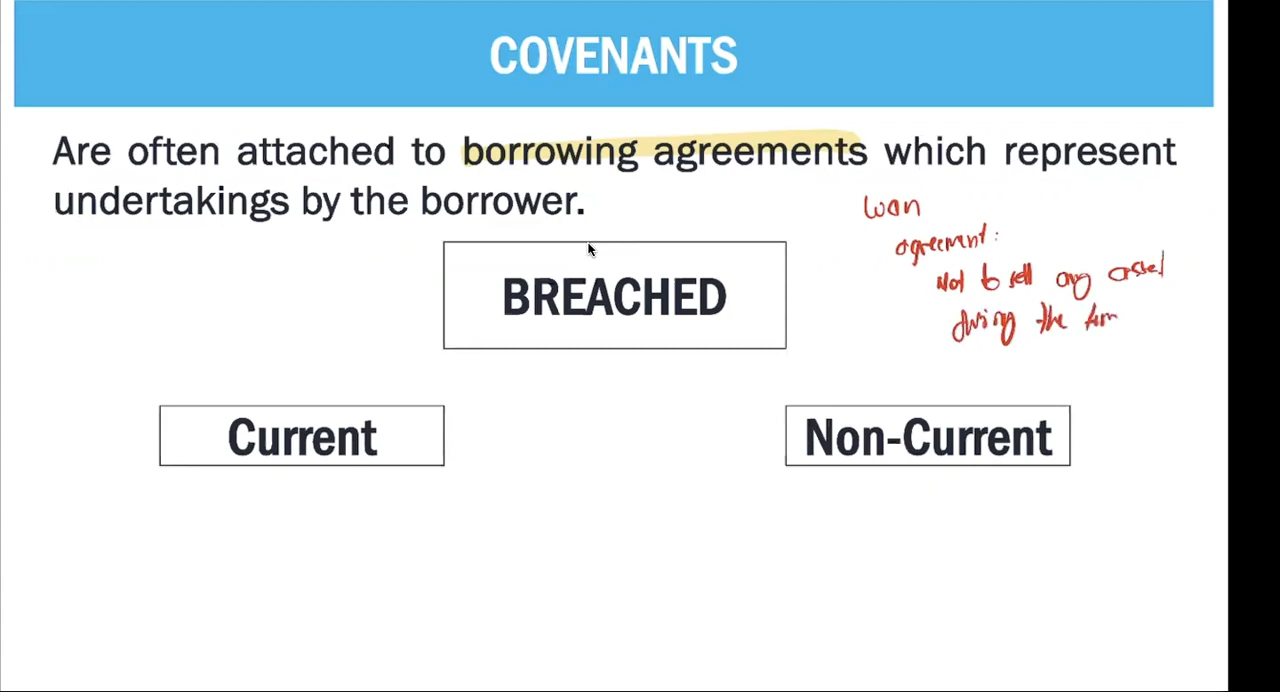 COVENANTS
Are often attached to borrowing agreements which represent
undertakings by the borrower.
loan
agreement:
Not to sell any asset
during the term
BREACHED
Current
Non-Current